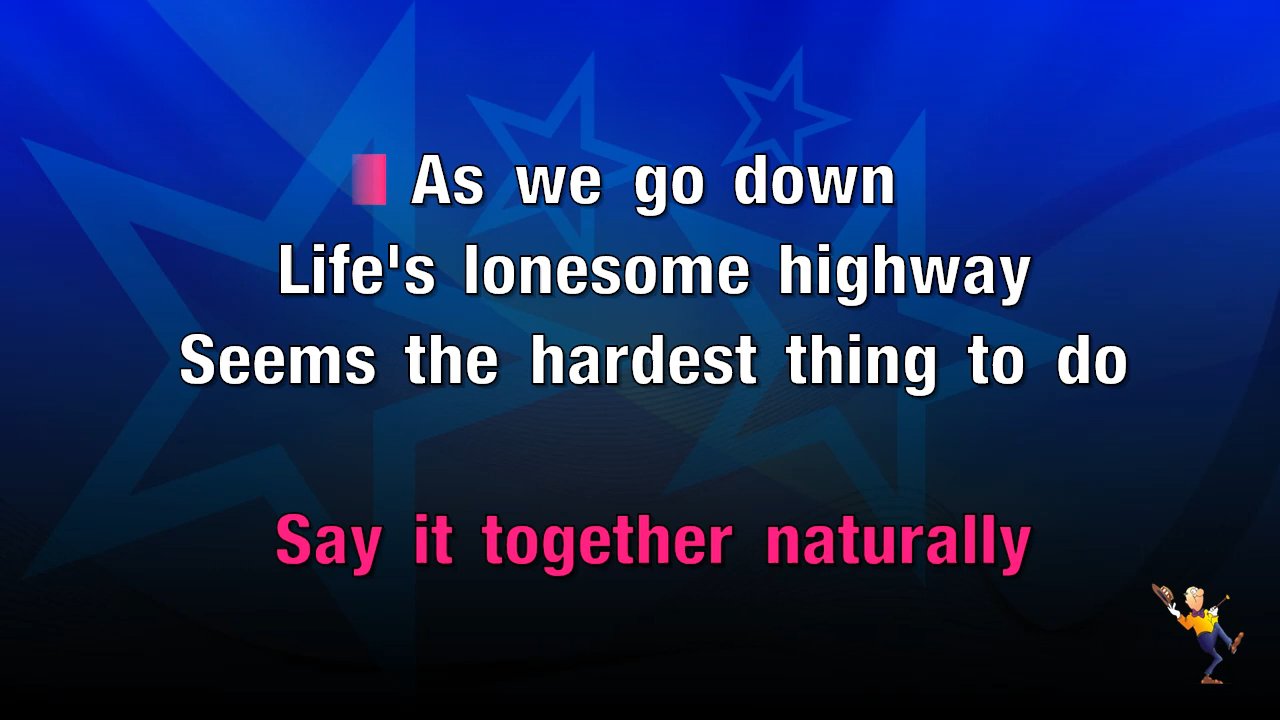 As we go down
Life's lonesome highway
Seems the hardest thing to do
Say it together naturally